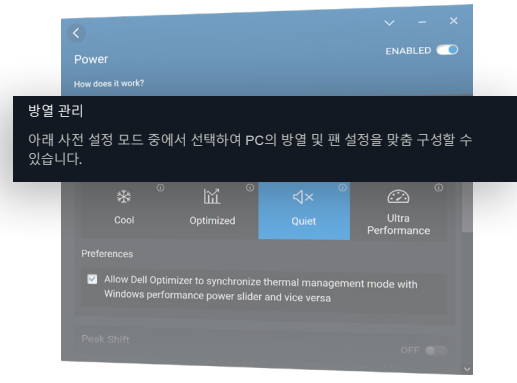 Power
ENABLED
How does it work?
방열 관리
아래 사전 설정 모드 중에서 선택하여 PC의 방열 및 팬 설정을 맞춤 구성할 수
있습니다.
Cool
Optimized
Quiet
Ultra
Performance
Preferences
Allow Dell Optimizer to synchronize thermal management mode with
Windows performance power slider and vice versa
Peak Shift
OFF